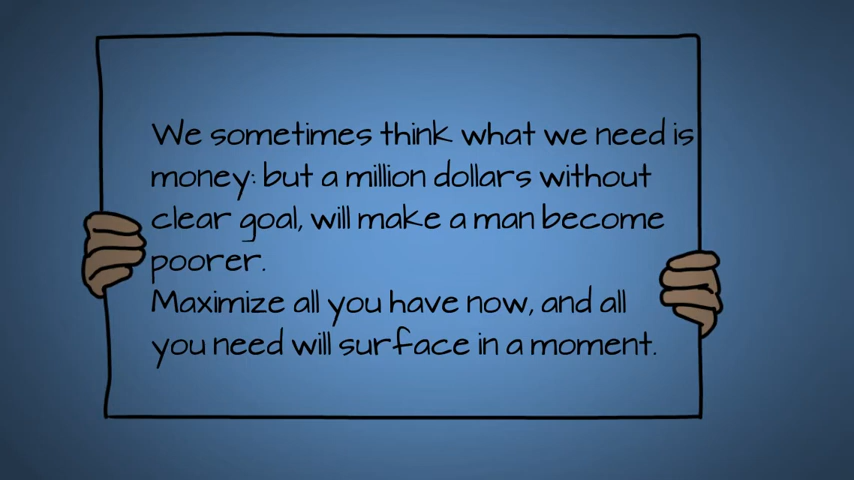 We sometimes think what we need is
money: but a million dollars without
clear goal, will make a man become
poorer.
Maximize all you have now, and all
you need will surface in a moment.